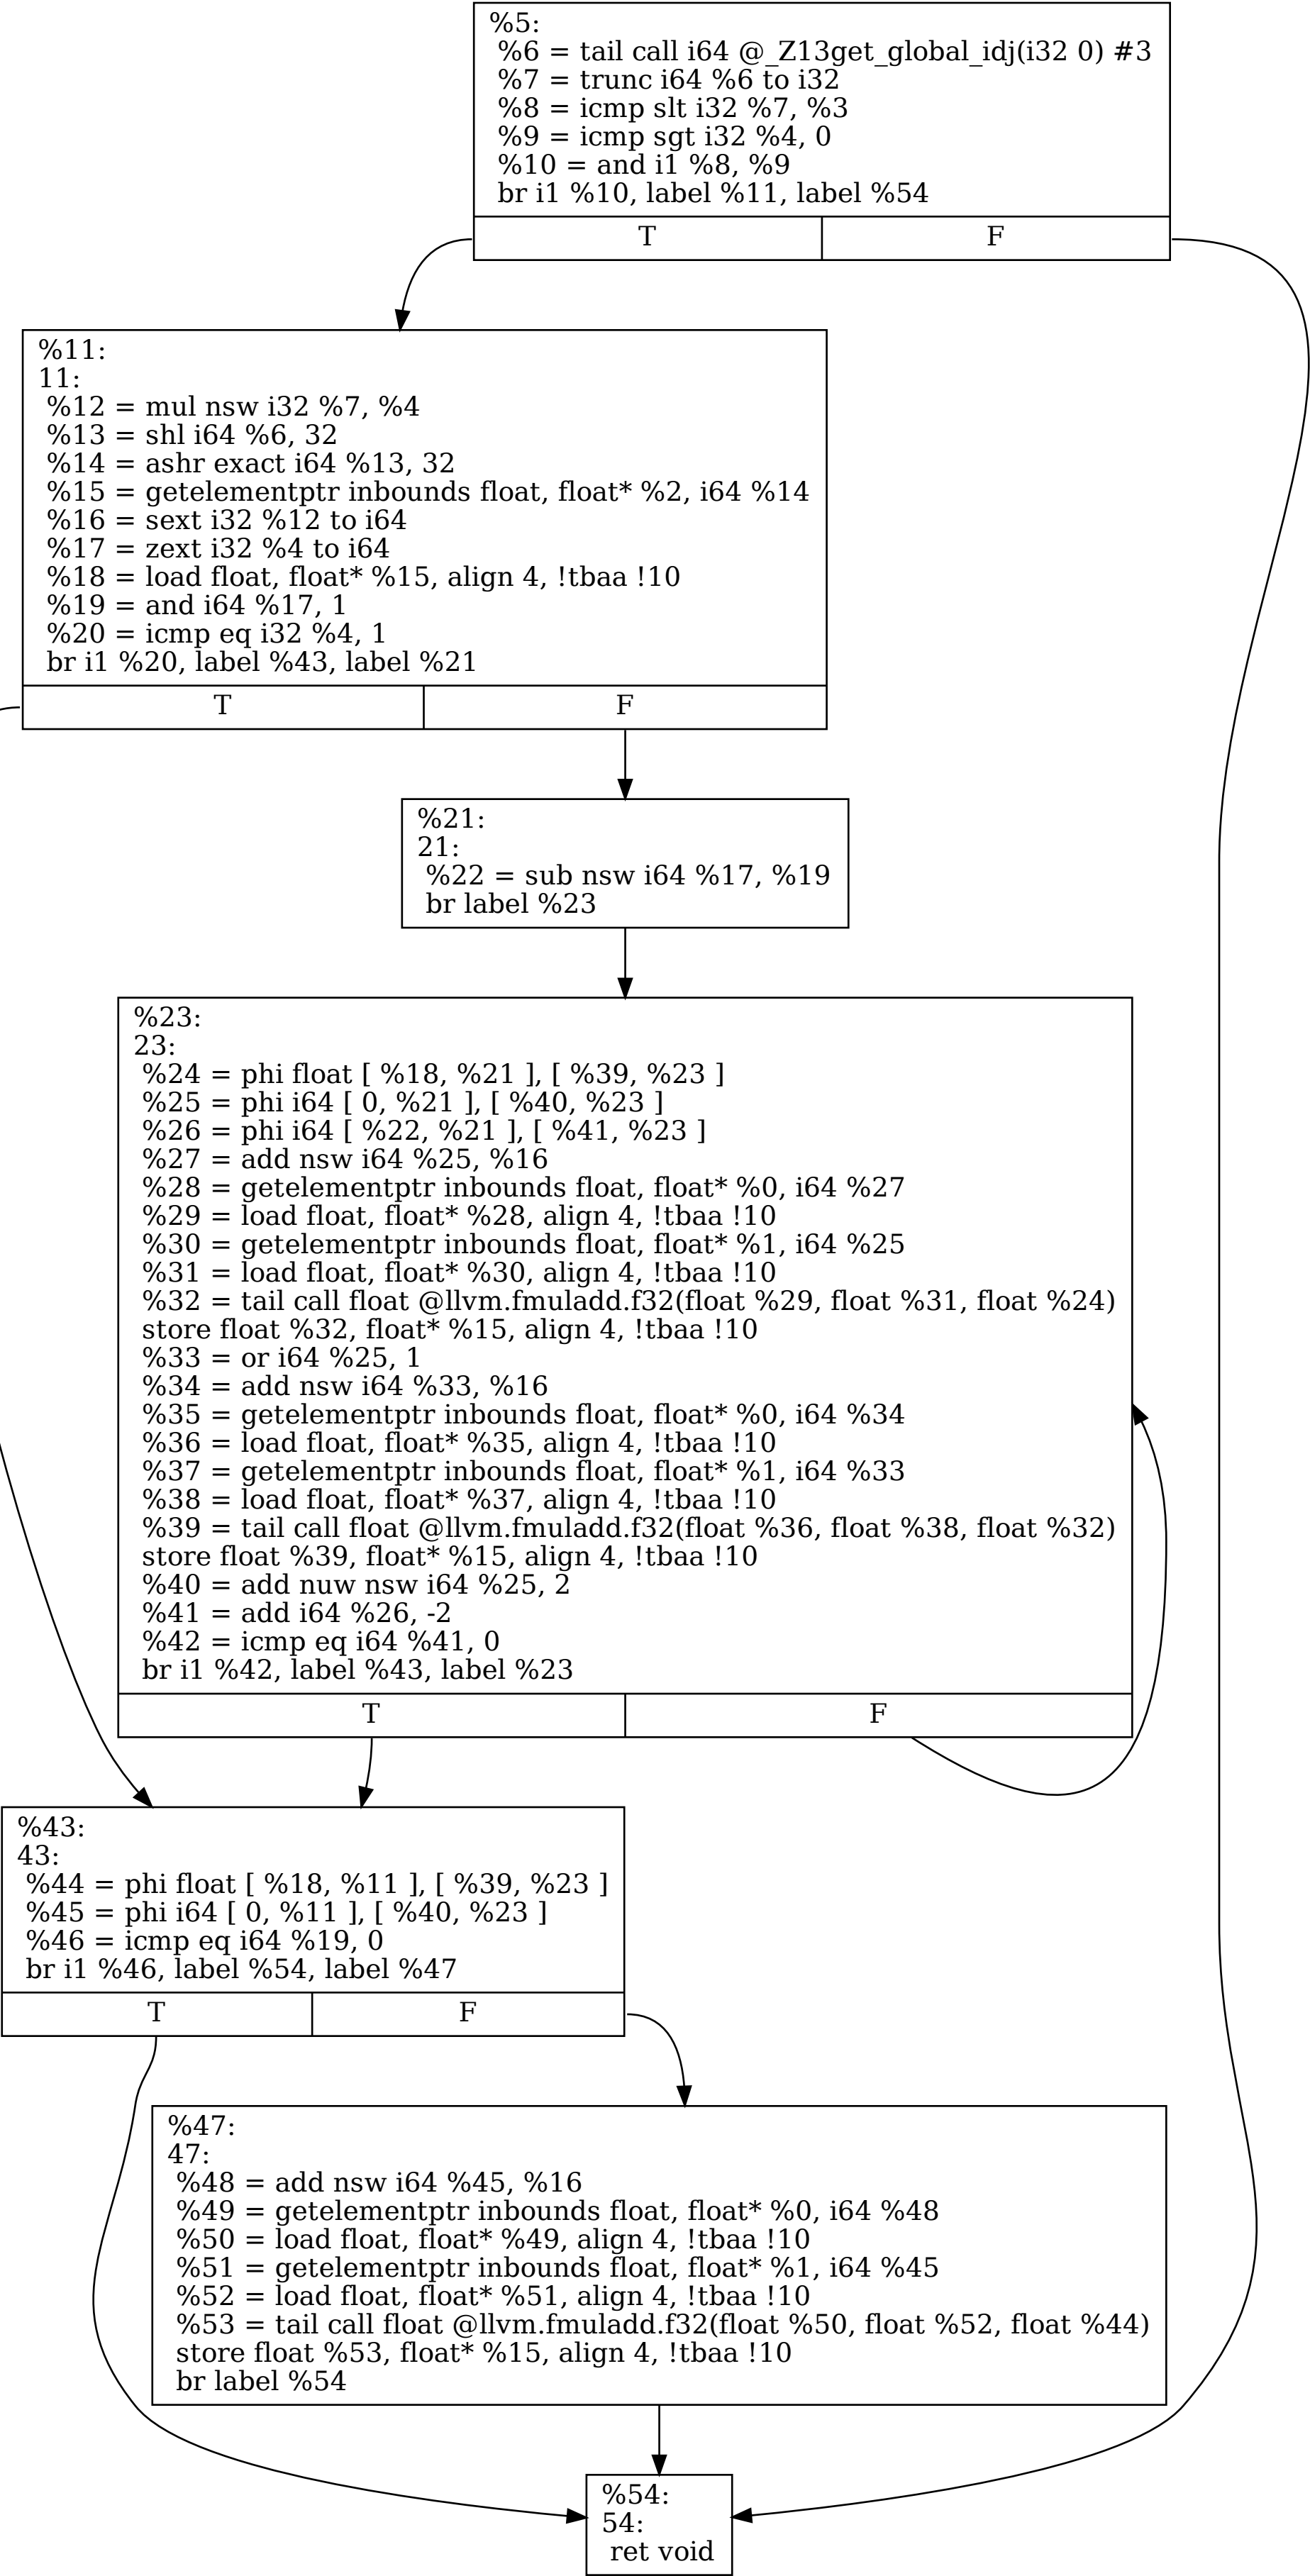 %5:
%6 = tail call i64 @_Z13get_global_idj(i32 0) #3
%7 = trunc i64 %6 to i32
%8 = icmp slt i32 %7, %3
%9 = icmp sgt i32 %4, 0
%10 = and i1 %8, %9
br i1 %10, label %11, label %54
T F
%11:
11:
%12 = mul nsw i32 %7, %4
%13 = shl i64 %6, 32
%14 = ashr exact i64 %13, 32
%15 = getelementptr inbounds float, float* %2, i64 %14
%16 = sext i32 %12 to i64
%17 = zext i32 %4 to i64
%18 = load float, float* %15, align 4, !tbaa !10
%19 = and i64 %17, 1
%20 = icmp eq i32 %4, 1
br i1 %20, label %43, label %21
T F
%21:
21:
%22 = sub nsw i64 %17, %19
br label %23
%23:
23:
%24 = phi float [ %18, %21 ], [ %39, %23 ]
%25 = phi i64 [ 0, %21 ], [ %40, %23 ]
%26 = phi i64 [ %22, %21 ], [ %41, %23 ]
%27 = add nsw i64 %25, %16
%28 = getelementptr inbounds float, float* %0, i64 %27
%29 = load float, float* %28, align 4, !tbaa !10
%30 = getelementptr inbounds float, float* %1, i64 %25
%31 = load float, float* %30, align 4, !tbaa !10
%32 = tail call float @llvm.fmuladd.f32(float %29, float %31, float %24)
store float %32, float* %15, align 4, !tbaa !10
%33 = or i64 %25, 1
%34 = add nsw i64 %33, %16
%35 = getelementptr inbounds float, float* %0, i64 %34
%36 = load float, float* %35, align 4, !tbaa !10
%37 = getelementptr inbounds float, float* %1, i64 %33
%38 = load float, float* %37, align 4, !tbaa !10
%39 = tail call float @llvm.fmuladd.f32(float %36, float %38, float %32)
store float %39, float* %15, align 4, !tbaa !10
%40 = add nuw nsw i64 %25, 2
%41 = add i64 %26, -2
%42 = icmp eq i64 %41, 0
br i1 %42, label %43, label %23
T F
%43:
43:
%44 = phi float [ %18, %11 ], [ %39, %23 ]
%45 = phi i64 [ 0, %11 ], [ %40, %23 ]
%46 = icmp eq i64 %19, 0
br i1 %46, label %54, label %47
T F
%47:
47:
%48 = add nsw i64 %45, %16
%49 = getelementptr inbounds float, float* %0, i64 %48
%50 = load float, float* %49, align 4, !tbaa !10
%51 = getelementptr inbounds float, float* %1, i64 %45
%52 = load float, float* %51, align 4, !tbaa !10
%53 = tail call float @llvm.fmuladd.f32(float %50, float %52, float %44)
store float %53, float* %15, align 4, !tbaa !10
br label %54
%54:
54:
ret void